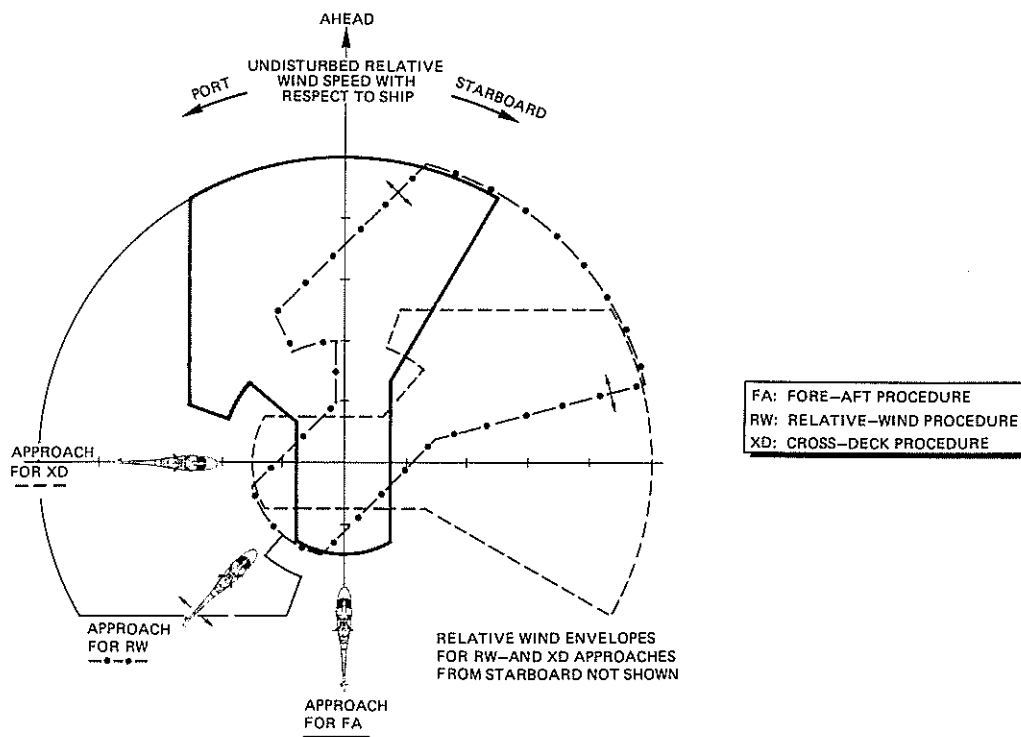 AHEAD
UNDISTURBED RELATIVE
WIND SPEED WITH
RESPECT TO SHIP
PORT
STARBOARD
FA: FORE–AFT PROCEDURE
RW: RELATIVE–WIND PROCEDURE
XD: CROSS–DECK PROCEDURE
APPROACH
FOR XD
APPROACH
FOR RW
APPROACH
FOR FA
RELATIVE WIND ENVELOPES
FOR RW–AND XD APPROACHES
FROM STARBOARD NOT SHOWN